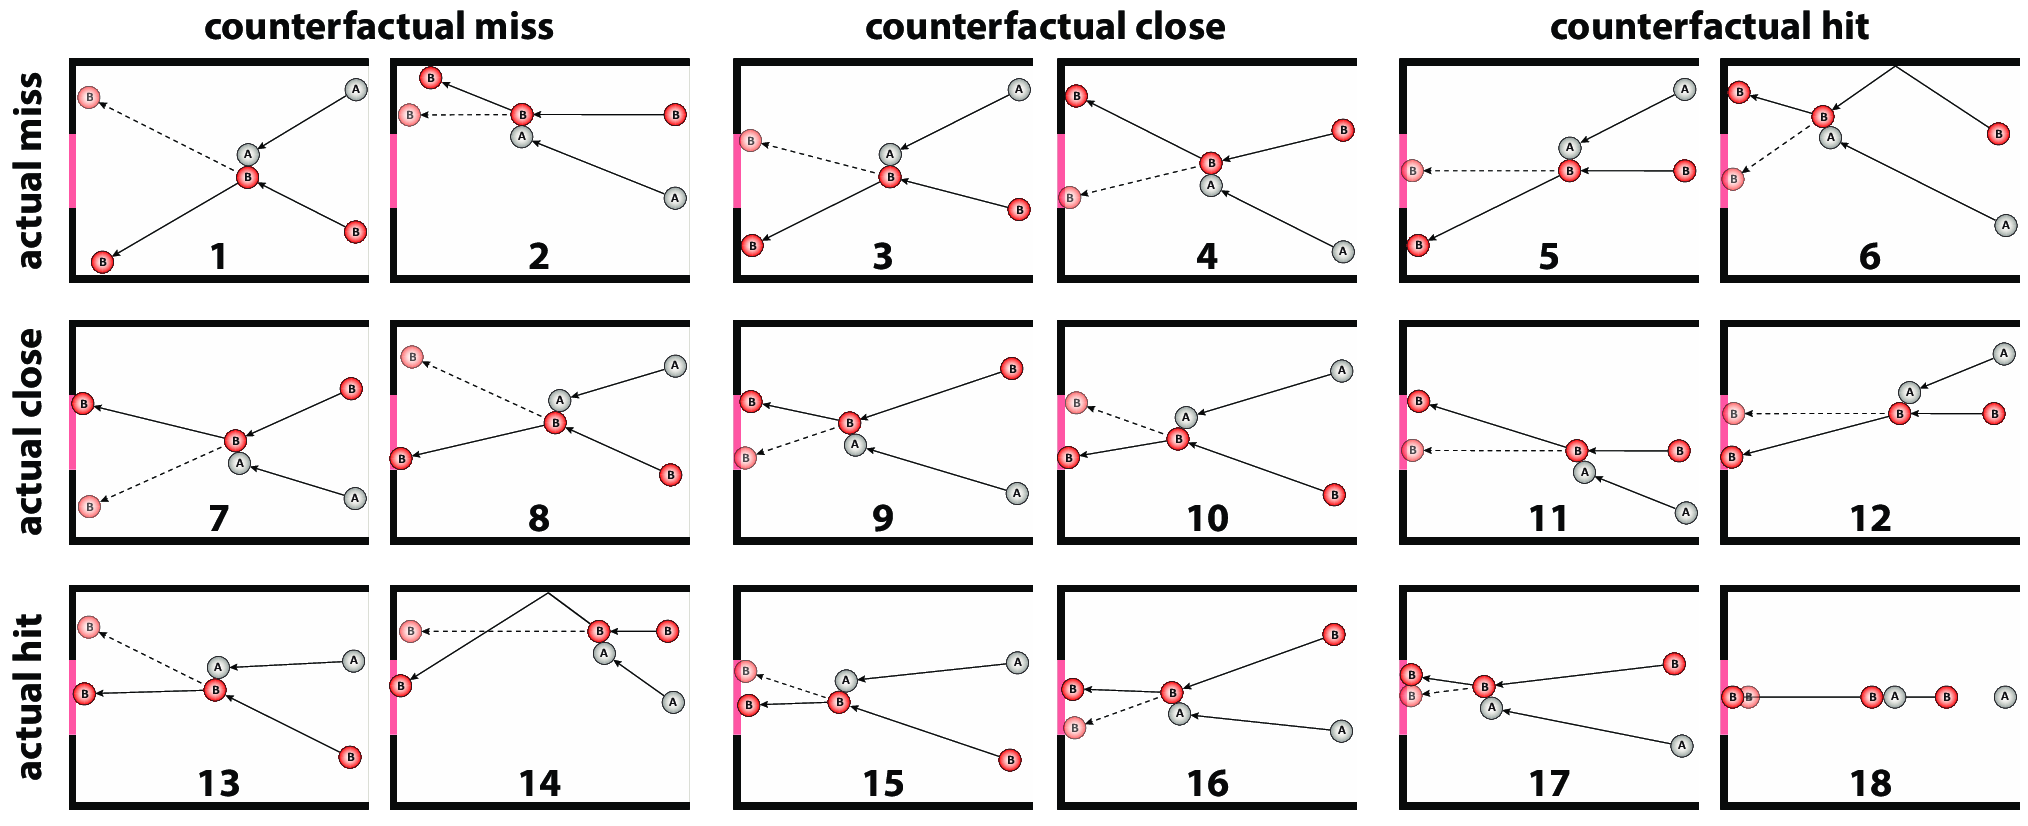 counterfactual miss counterfactual close counterfactual hit
actual miss
B A B A B B
1
B B B B A A
2
B A A B B B
3
B B B B A A
4
A A B B B B
5
B B B A B A
6
actual close
B B B A A B
7
B A A B B B
8
B B B A B A
9
A B A B B B
10
B B B B A A
11
A A B B B B
12
actual hit
B A A B B B
13
B B B A B A
14
A B A B B B
15
B B B A B A
16
B B B B A A
17
B B B A B A
18